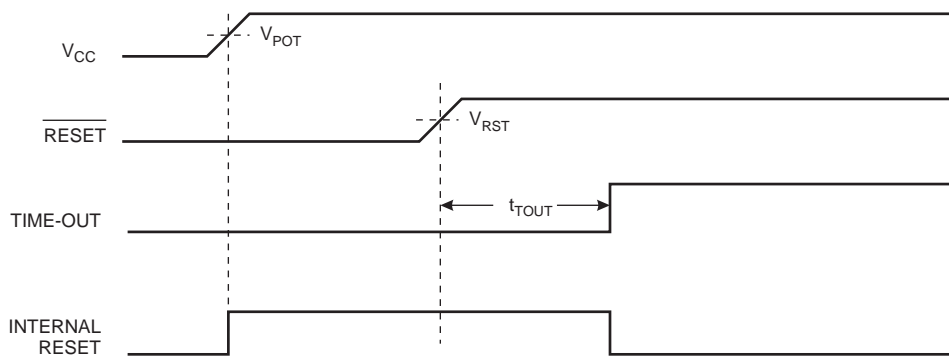 V_CC
V_POT
RESET
V_RST
TIME-OUT
t_TOUT
INTERNAL
RESET